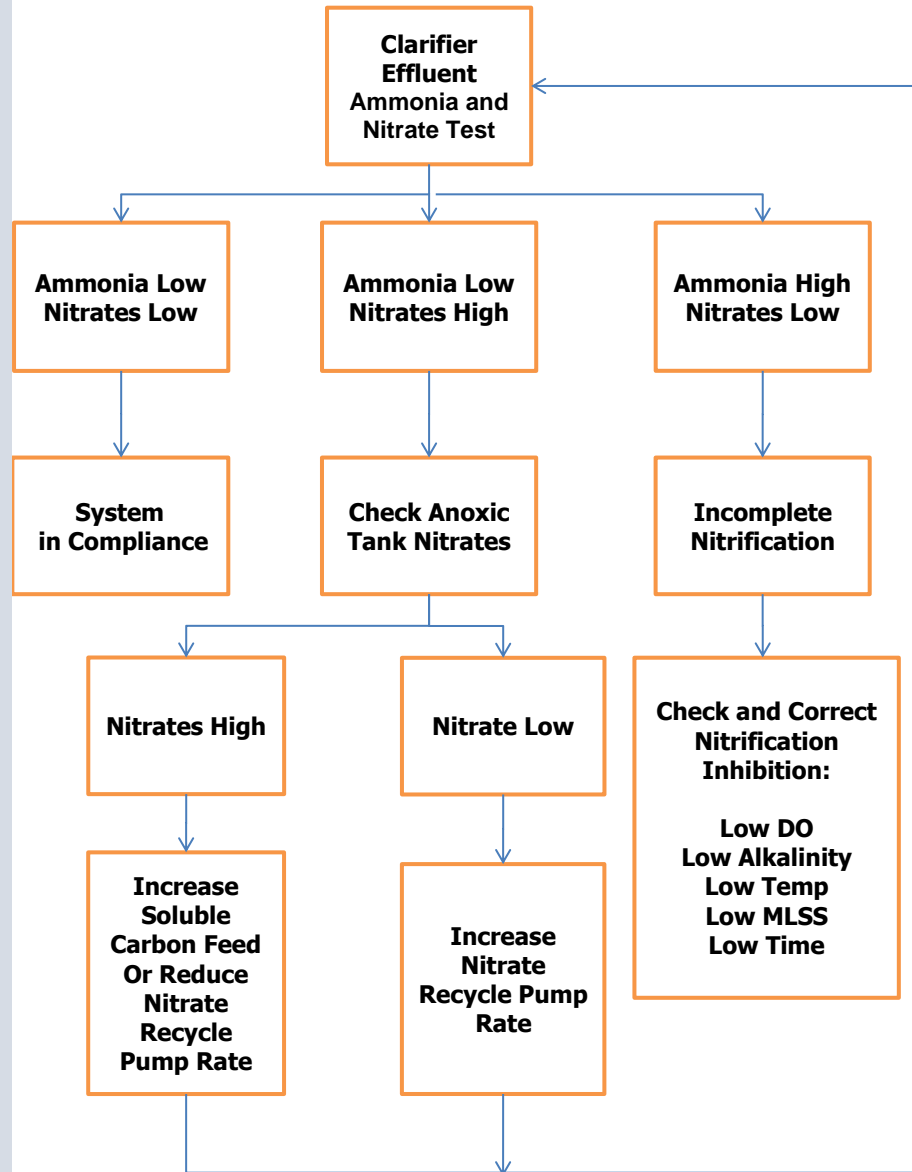 Clarifier
Effluent
Ammonia and
Nitrate Test
Ammonia Low
Nitrates Low
Ammonia Low
Nitrates High
Ammonia High
Nitrates Low
System
in Compliance
Check Anoxic
Tank Nitrates
Incomplete
Nitrification
Nitrates High
Nitrate Low
Check and Correct
Nitrification
Inhibition:
Low DO
Low Alkalinity
Low Temp
Low MLSS
Low Time
Increase
Soluble
Carbon Feed
Or Reduce
Nitrate
Recycle
Pump Rate
Increase
Nitrate
Recycle Pump
Rate